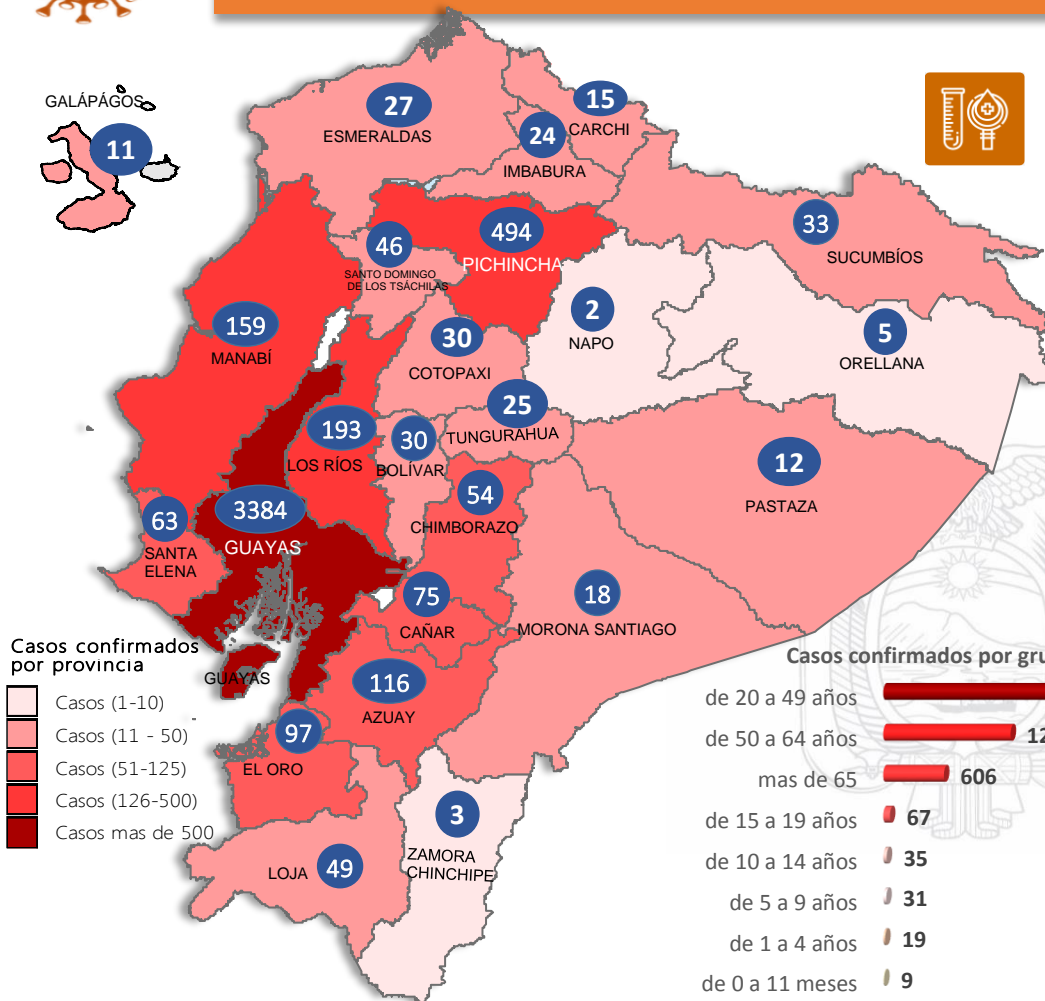 GALÁPAGOS
11
27
ESMERALDAS
15
CARCHI
24
IMBABURA
33
SUCUMBÍOS
46
SANTO DOMINGO
DE LOS TSÁCHILAS
494
PICHINCHA
2
NAPO
5
ORELLANA
159
MANABÍ
30
COTOPAXI
25
TUNGURAHUA
193
LOS RÍOS
30
BOLÍVAR
12
PASTAZA
54
CHIMBORAZO
63
SANTA
ELENA
3384
GUAYAS
75
CAÑAR
18
MORONA SANTIAGO
GUAYAS
116
AZUAY
97
EL ORO
3
ZAMORA
CHINCHIPE
LOJA
49
Casos confirmados
por provincia
Casos (1-10)
Casos (11 - 50)
Casos (51-125)
Casos (126-500)
Casos mas de 500
Casos confirmados por gru
de 20 a 49 años
de 50 a 64 años 12
mas de 65 606
de 15 a 19 años 67
de 10 a 14 años 35
de 5 a 9 años 31
de 1 a 4 años 19
de 0 a 11 meses 9